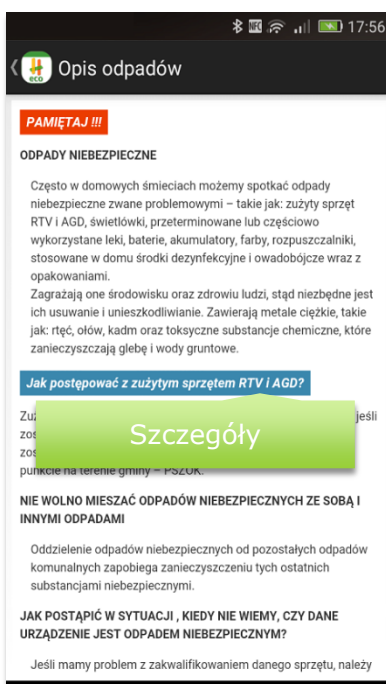 NFC 17:56
eco Opis odpadów
PAMIĘTAJ !!!
ODPADY NIEBEZPIECZNE
Często w domowych śmieciach możemy spotkać odpady
niebezpieczne zwane problemowymi – takie jak: zużyty sprzęt
RTV i AGD, świetlówki, przeterminowane lub częściowo
wykorzystane leki, baterie, akumulatory, farby, rozpuszczalniki,
stosowane w domu środki dezynfekcyjne i owadobójcze wraz z
opakowaniami.
Zagrażają one środowisku oraz zdrowiu ludzi, stąd niezbędne jest
ich usuwanie i unieszkodliwianie. Zawierają metale ciężkie, takie
jak: rtęć, ołów, kadm oraz toksyczne substancje chemiczne, które
zanieczyszczają glebę i wody gruntowe.
Jak postępować z zużytym sprzętem RTV i AGD?
jeśli
Szczegóły
punkcie na terenie gminy – PSZOK.
NIE WOLNO MIESZAĆ ODPADÓW NIEBEZPIECZNYCH ZE SOBĄ I
INNYMI ODPADAMI
Oddzielenie odpadów niebezpiecznych od pozostałych odpadów
komunalnych zapobiega zanieczyszczeniu tych ostatnich
substancjami niebezpiecznymi.
JAK POSTĄPIĆ W SYTUACJI , KIEDY NIE WIEMY, CZY DANE
URZĄDZENIE JEST ODPADEM NIEBEZPIECZNYM?
Jeśli mamy problem z zakwalifikowaniem danego sprzętu, należy